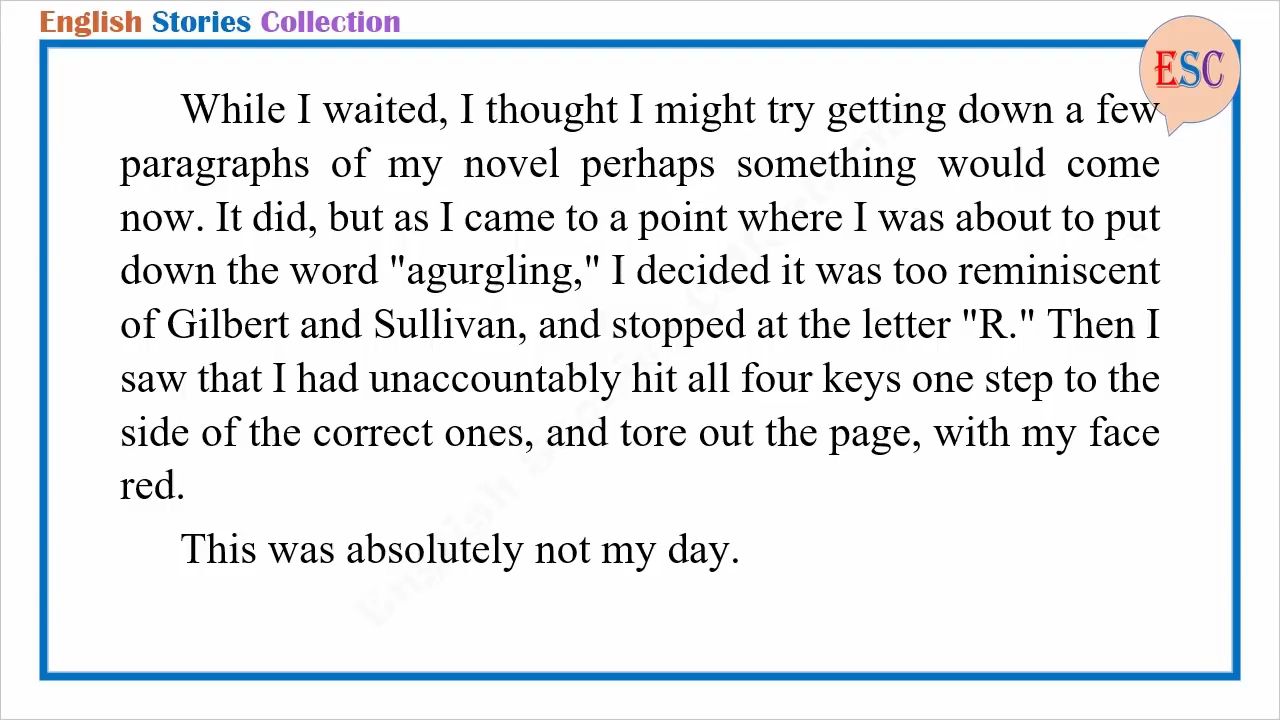 English Stories Collection
ESC
While I waited, I thought I might try getting down a few
paragraphs of my novel perhaps something would come
now. It did, but as I came to a point where I was about to put
down the word "agurgling," I decided it was too reminiscent
of Gilbert and Sullivan, and stopped at the letter "R." Then I
saw that I had unaccountably hit all four keys one step to the
side of the correct ones, and tore out the page, with my face
red.
This was absolutely not my day.